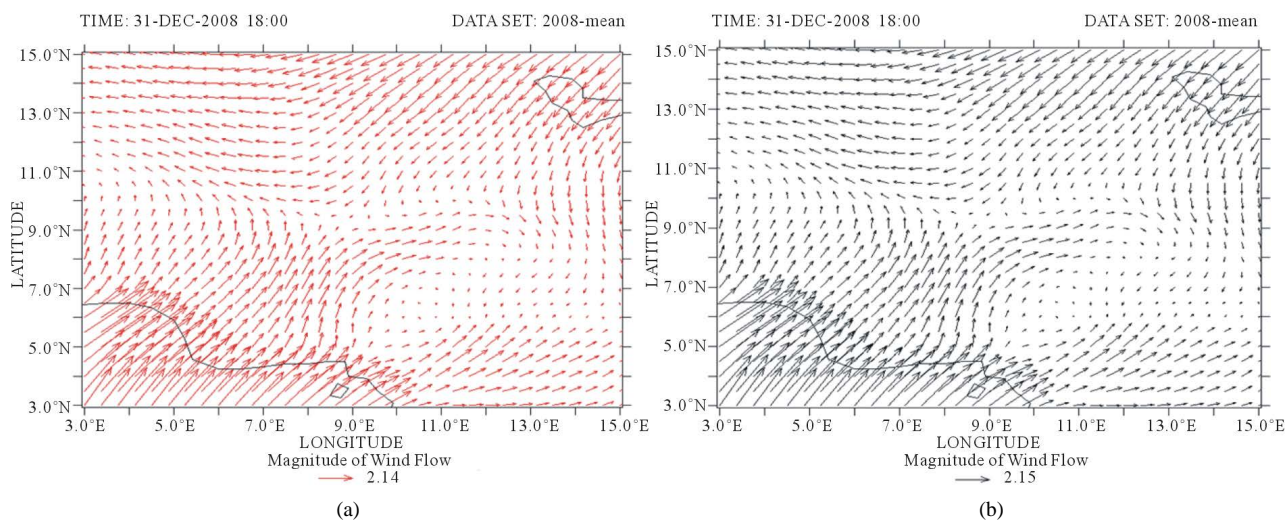 TIME: 31-DEC-2008 18:00 DATA SET: 2008-mean
15.0°N
13.0°N
11.0°N
9.0°N
7.0°N
5.0°N
3.0°N
LATITUDE
3.0°E 5.0°E 7.0°E 9.0°E 11.0°E 13.0°E 15.0°E
LONGITUDE
Magnitude of Wind Flow
2.14
(a)
TIME: 31-DEC-2008 18:00 DATA SET: 2008-mean
15.0°N
13.0°N
11.0°N
9.0°N
7.0°N
5.0°N
3.0°N
LATITUDE
3.0°E 5.0°E 7.0°E 9.0°E 11.0°E 13.0°E 15.0°E
LONGITUDE
Magnitude of Wind Flow
2.15
(b)